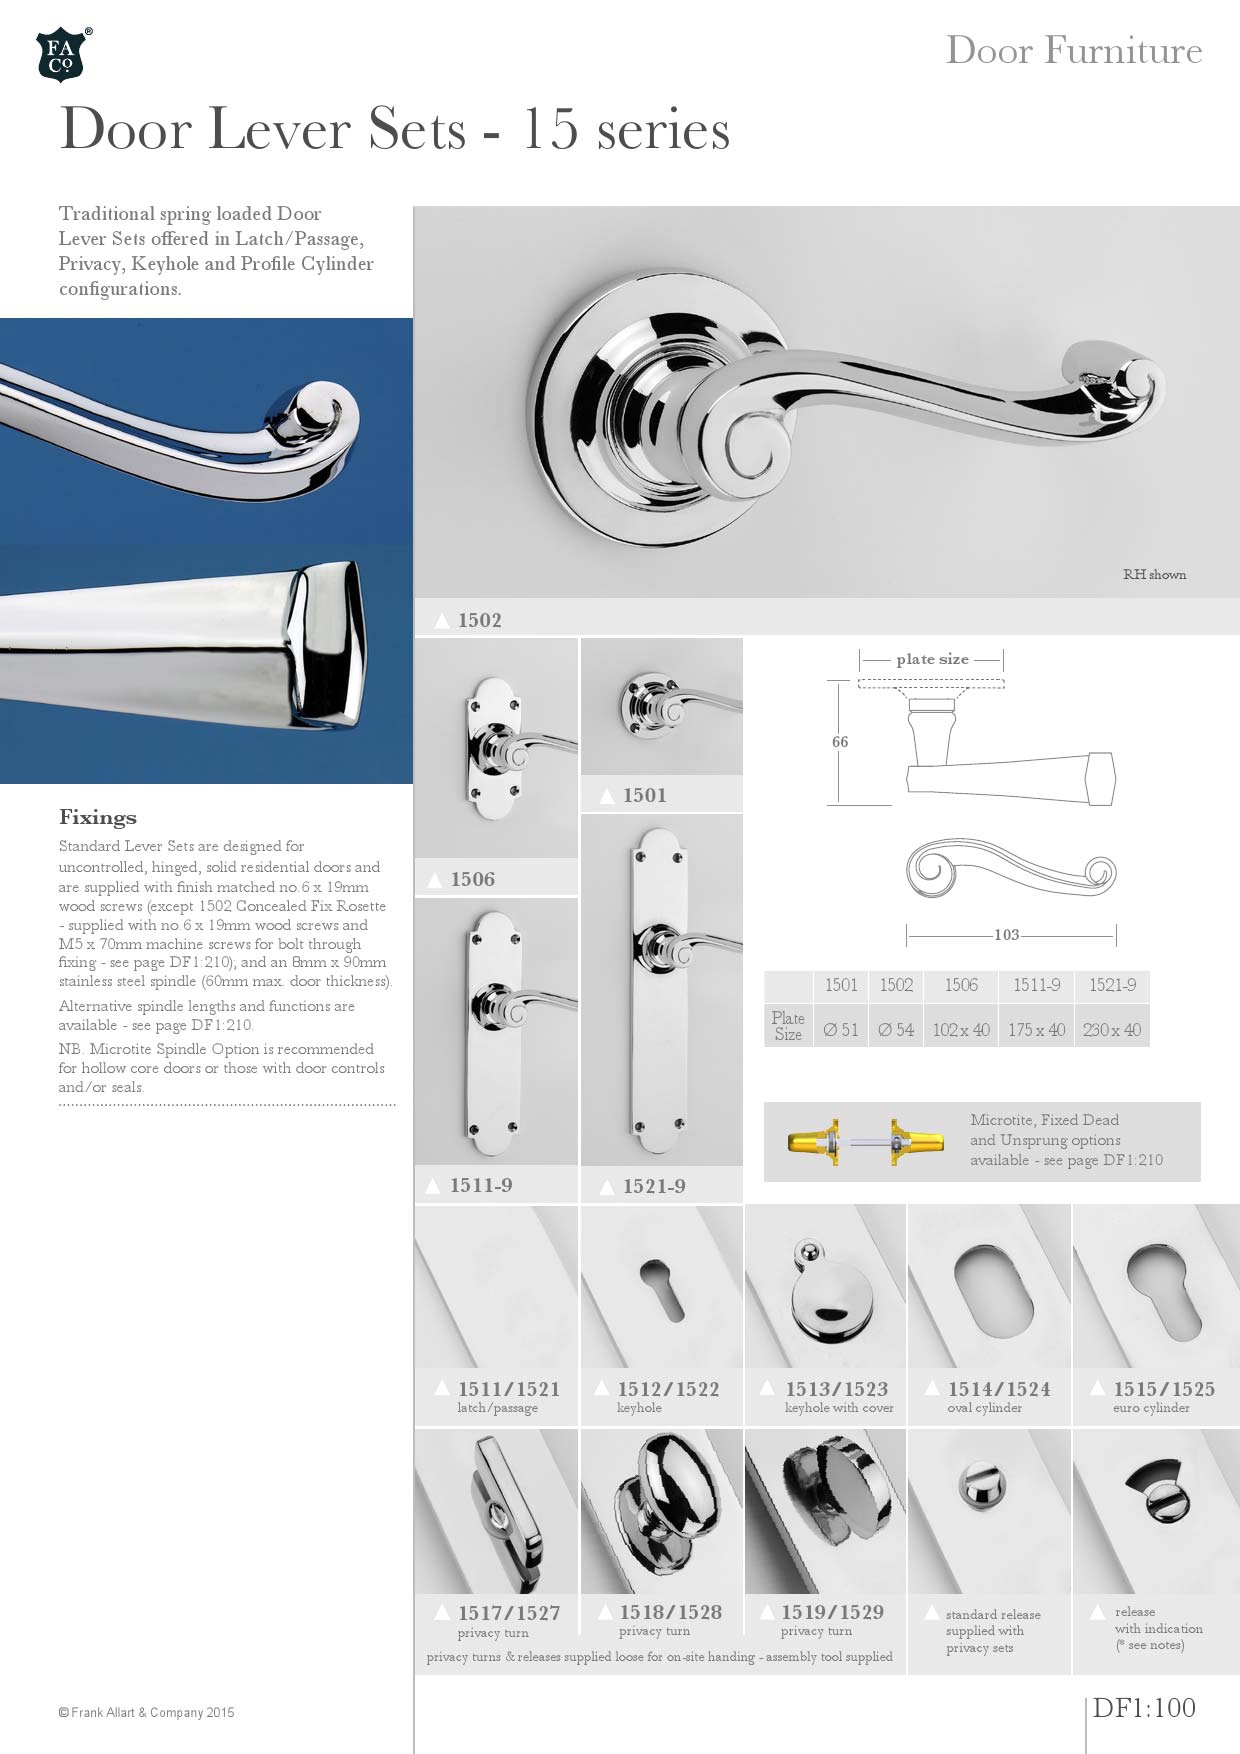 FA
Co.
®
Door Furniture
Door Lever Sets - 15 series
Traditional spring loaded Door
Lever Sets offered in Latch/Passage,
Privacy, Keyhole and Profile Cylinder
configurations.
RH shown
1502
Fixings
Standard Lever Sets are designed for
uncontrolled, hinged, solid residential doors and
are supplied with finish matched no.6 x 19mm
wood screws (except 1502 Concealed Fix Rosette
- supplied with no.6 x 19mm wood screws and
M5 x 70mm machine screws for bolt through
fixing - see page DF1:210); and an 8mm x 90mm
stainless steel spindle (60mm max. door thickness).
Alternative spindle lengths and functions are
available - see page DF1:210.
NB. Microtite Spindle Option is recommended
for hollow core doors or those with door controls
and/or seals.
1506
1501
1511-9
1521-9
plate size
66
103
1501 1502 1506 1511-9 1521-9
Plate
Size
Ø 51 Ø 54 102 x 40 175 x 40 230 x 40
Microtite, Fixed Dead
and Unsprung options
available - see page DF1:210
1511/1521
latch/passage
1512/1522
keyhole
1513/1523
keyhole with cover
1514/1524
oval cylinder
1515/1525
euro cylinder
1517/1527
privacy turn
1518/1528
privacy turn
1519/1529
privacy turn
standard release
supplied with
privacy sets
release
with indication
(* see notes)
privacy turns & releases supplied loose for on-site handing - assembly tool supplied
© Frank Allart & Company 2015
DF1:100